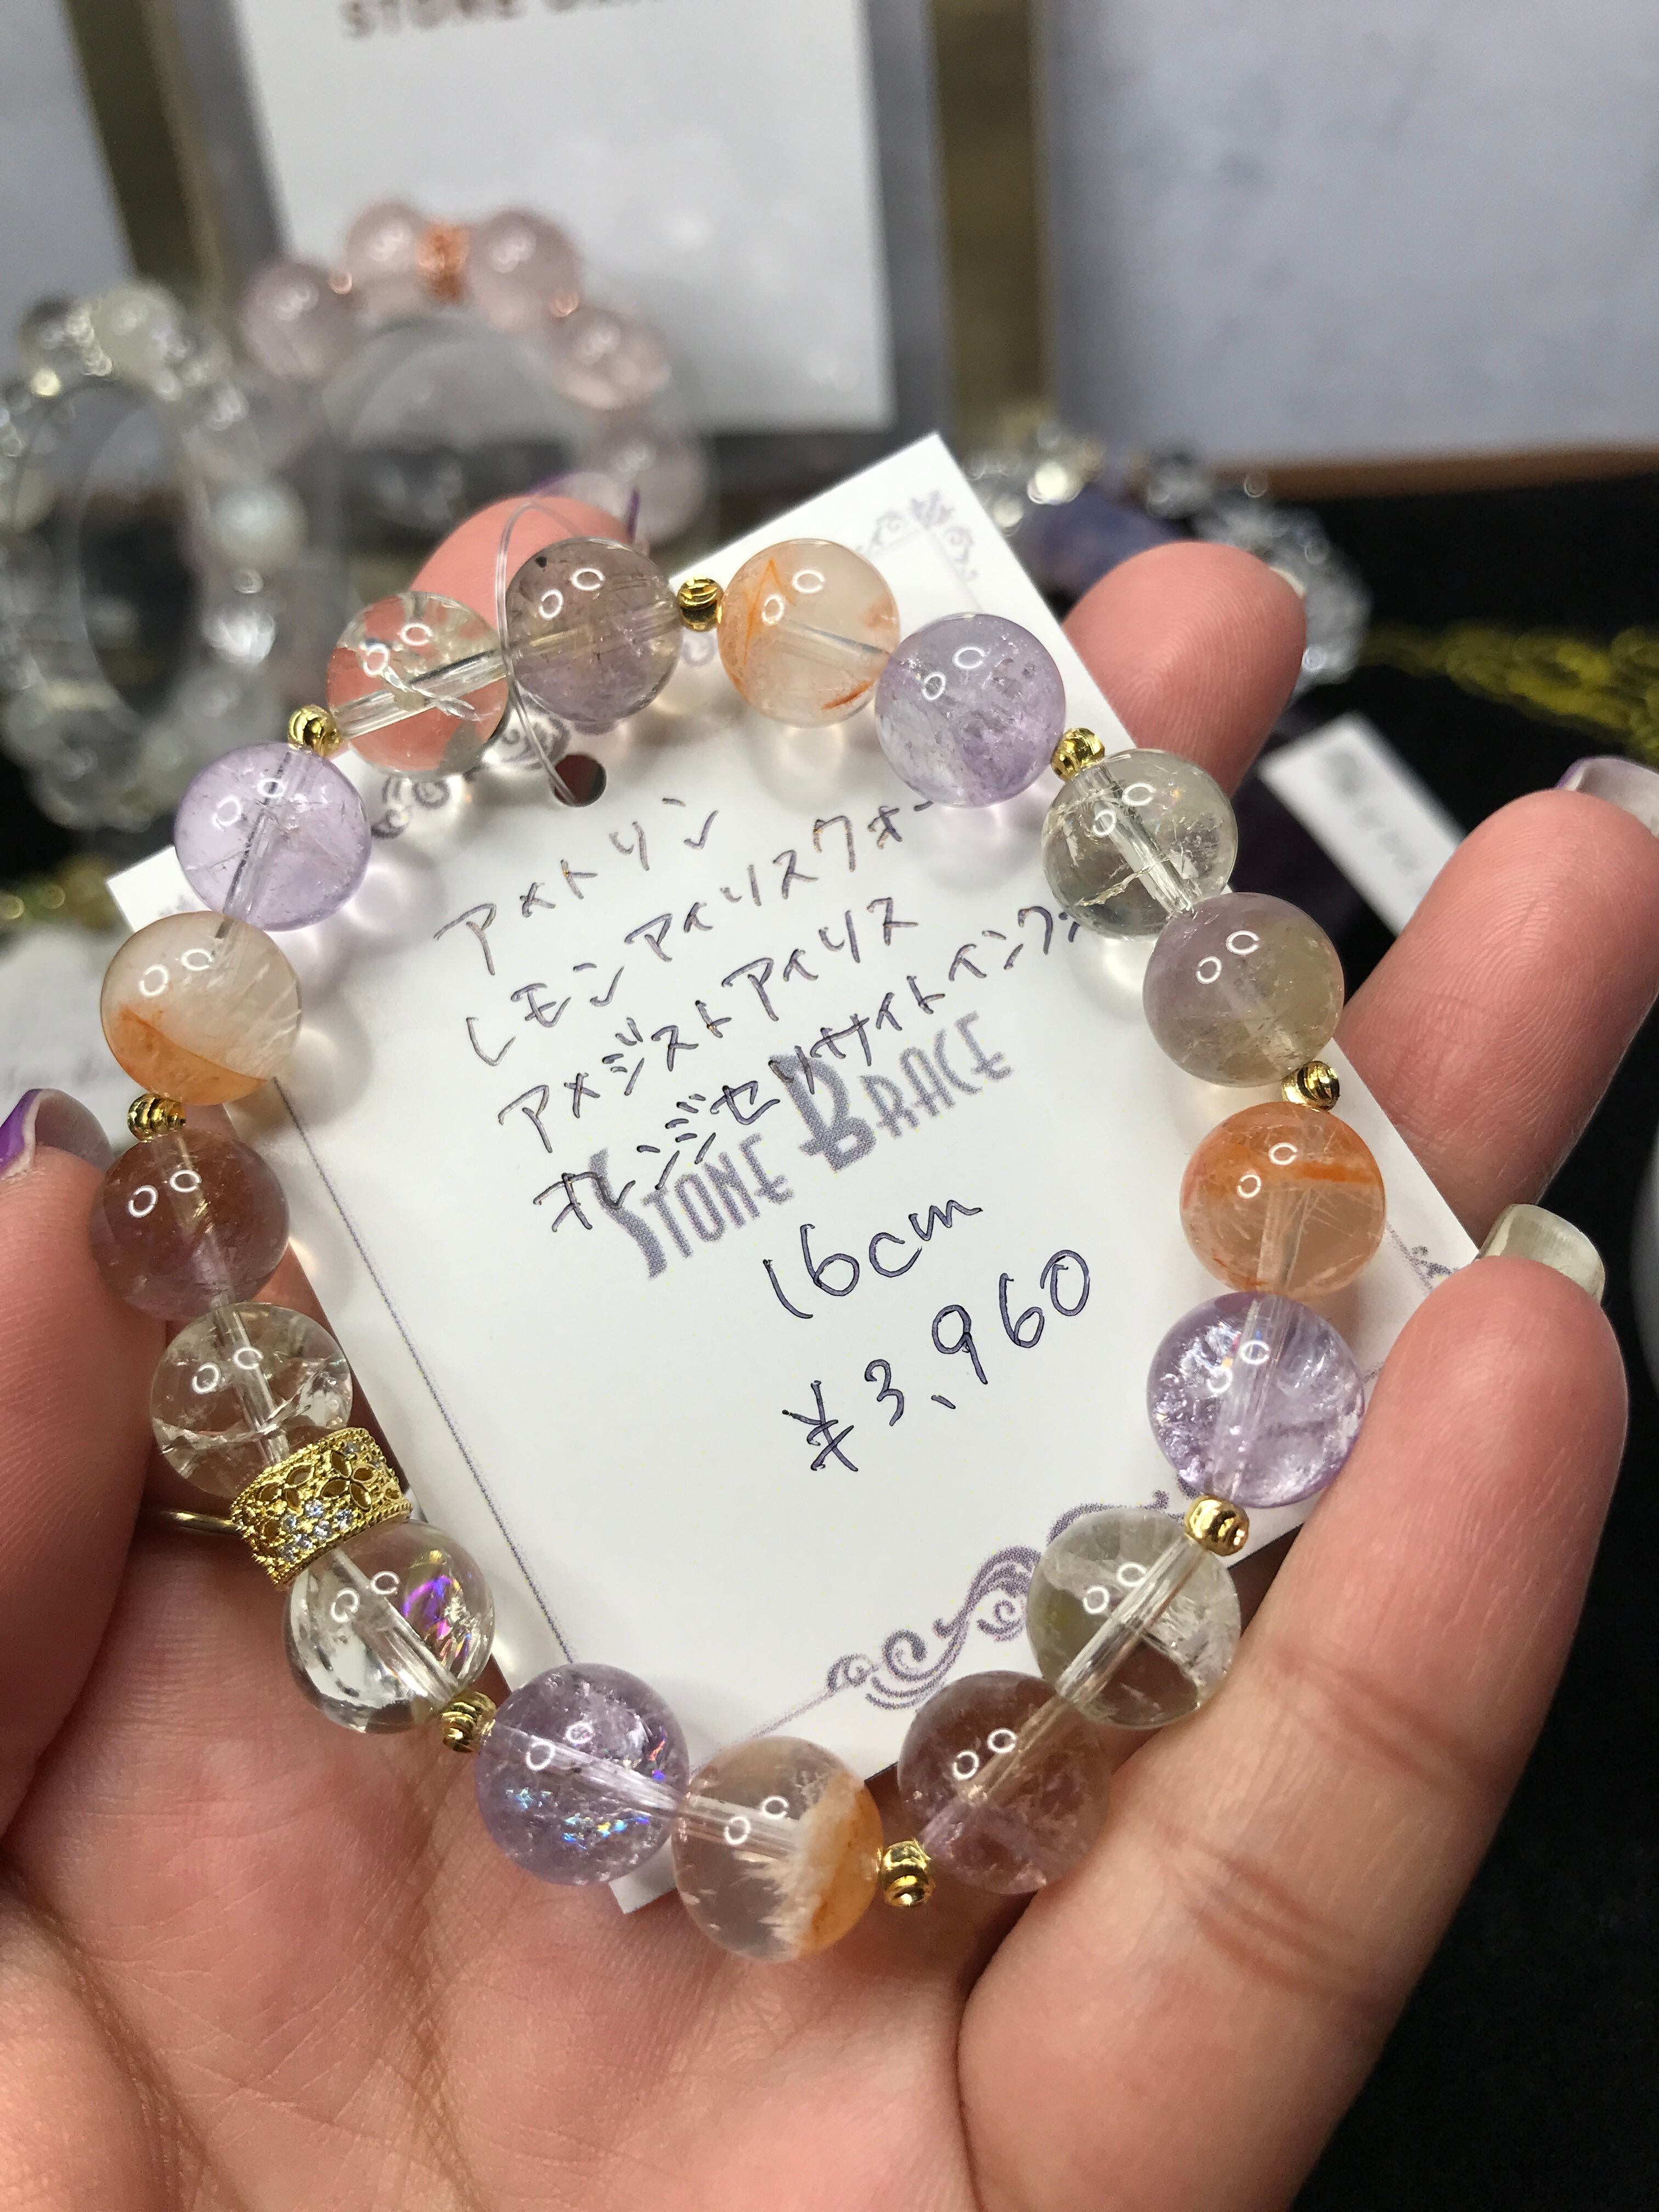 アメトリン
レモンアイリスクォー
アメジストアイリス
オレンジセリサイトインクォ
STONE BRACE
16cm
¥3,960